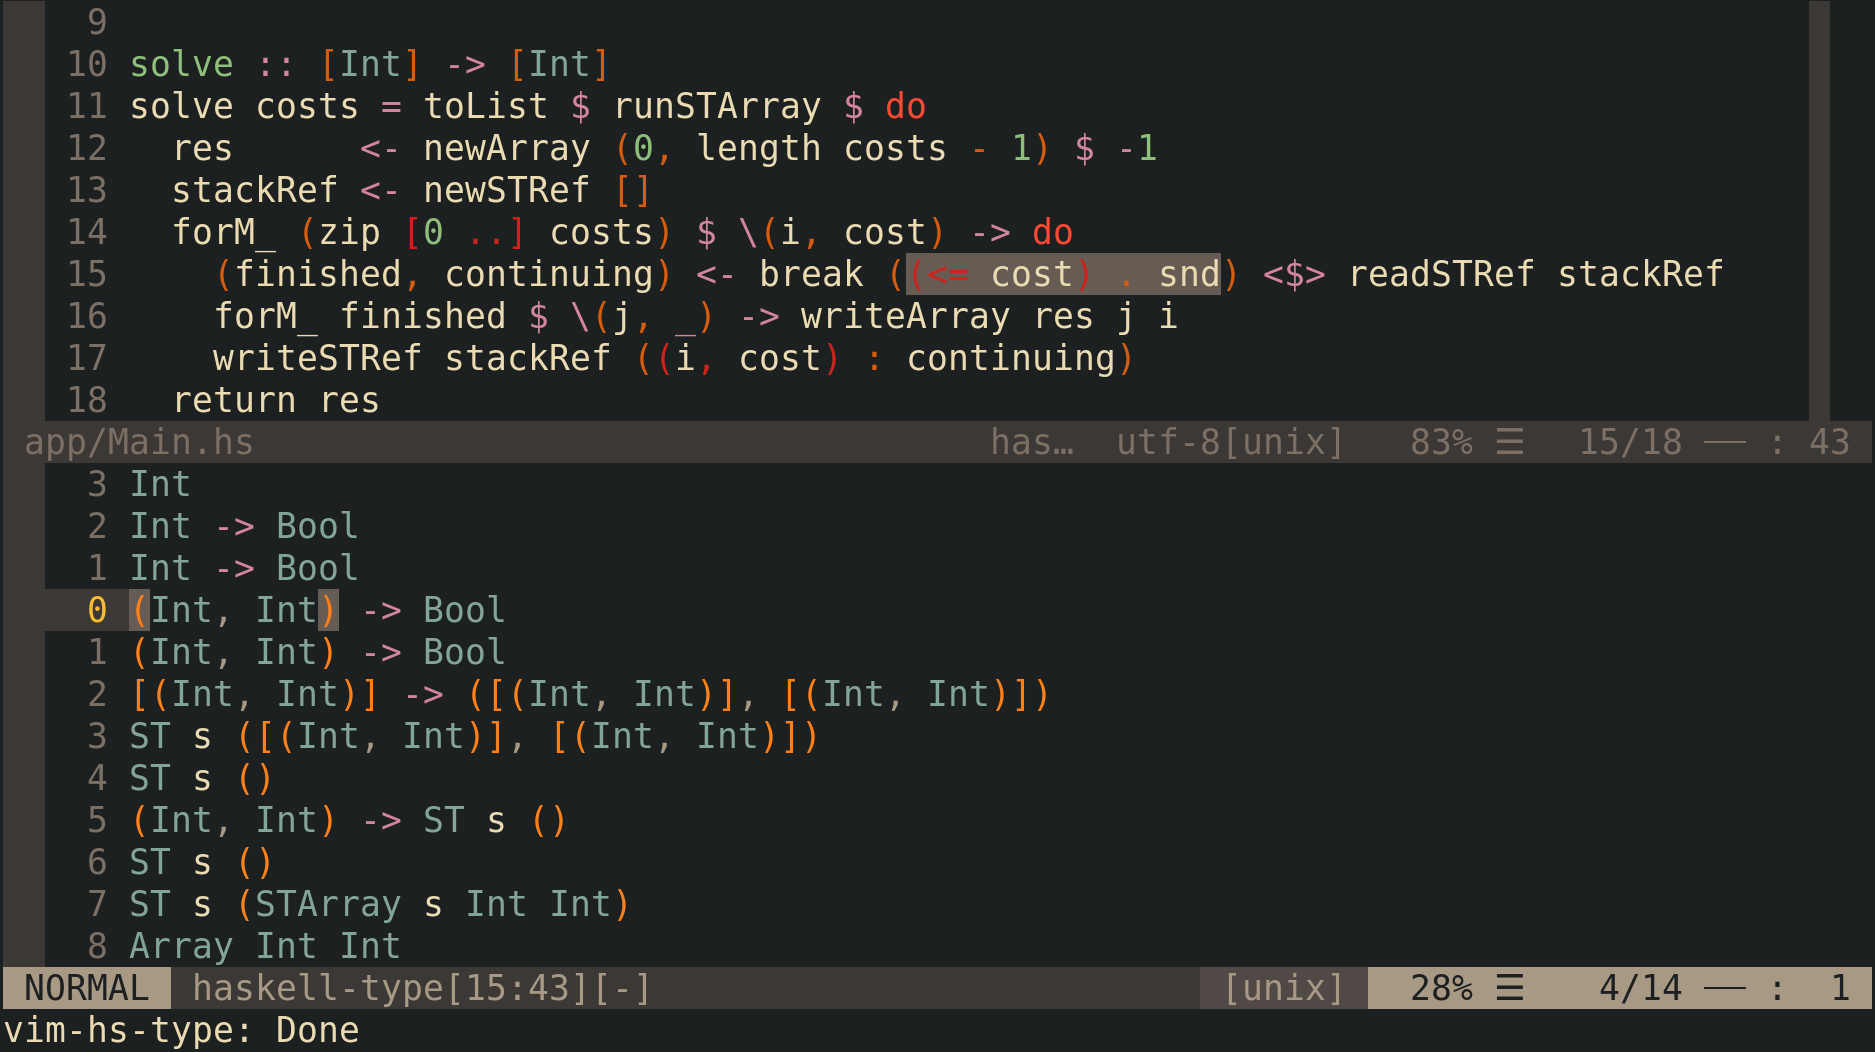 9
10 solve :: [Int] -> [Int]
11 solve costs = toList $ runSTArray $ do
12   res      <- newArray (0, length costs - 1) $ -1
13   stackRef <- newSTRef []
14   forM_ (zip [0 ..] costs) $ \(i, cost) -> do
15     (finished, continuing) <- break ((<= cost) . snd) <$> readSTRef stackRef
16     forM_ finished $ \(j, _) -> writeArray res j i
17     writeSTRef stackRef ((i, cost) : continuing)
18   return res
app/Main.hs has… utf-8[unix] 83% ☰ 15/18 ── : 43
3 Int
2 Int -> Bool
1 Int -> Bool
0 (Int, Int) -> Bool
1 (Int, Int) -> Bool
2 [(Int, Int)] -> ([(Int, Int)], [(Int, Int)])
3 ST s ([(Int, Int)], [(Int, Int)])
4 ST s ()
5 (Int, Int) -> ST s ()
6 ST s ()
7 ST s (STArray s Int Int)
8 Array Int Int
NORMAL haskell-type[15:43][-] [unix] 28% ☰ 4/14 ── : 1
vim-hs-type: Done